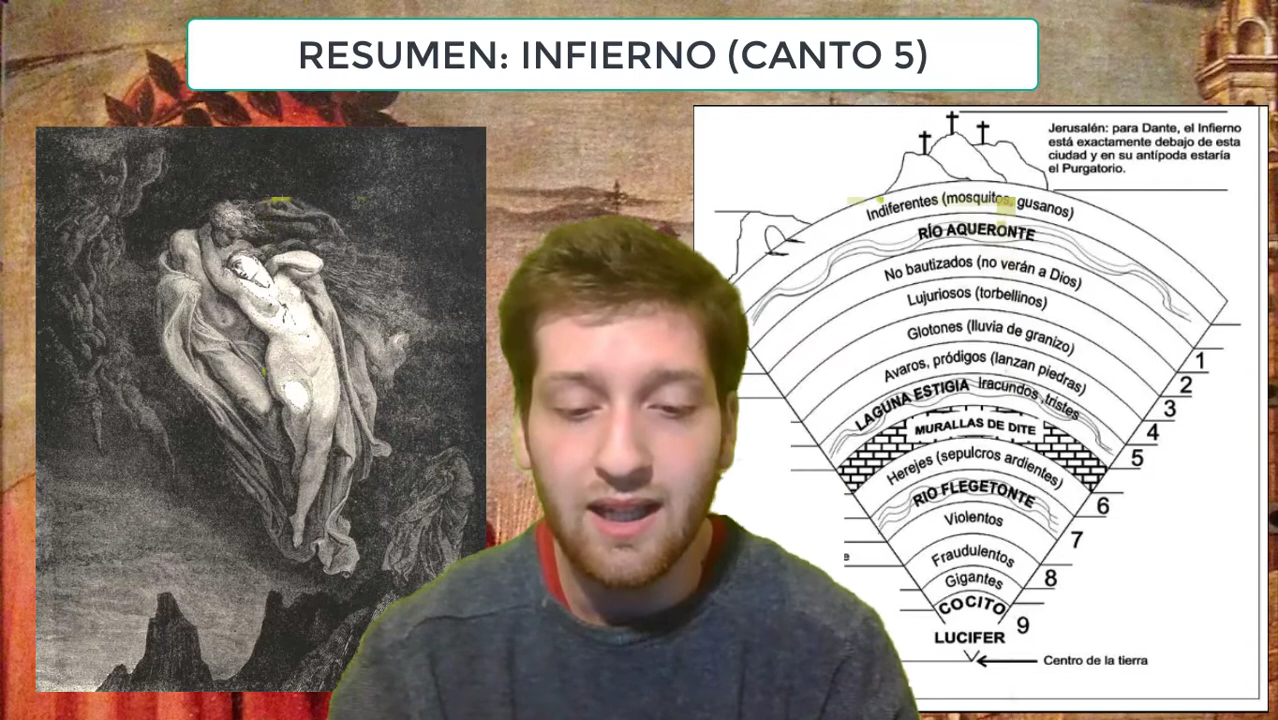 RESUMEN: INFIERNO (CANTO 5)
Jerusalén: para Dante, el Infierno
está exactamente debajo de esta
ciudad y en su antípoda estaría
el Purgatorio.
Indiferentes (mosquitos, gusanos)
RÍO AQUERONTE
No bautizados (no verán a Dios)
Lujuriosos (torbellinos)
Glotones (lluvia de granizo)
Avaros, pródigos (lanzan piedras)
LAGUNA ESTIGIA Iracundos ,tristes
MURALLAS DE DITE
Herejes (sepulcros ardientes)
RIO FLEGETONTE
Violentos
Fraudulentos
Gigantes
COCITO
LUCIFER
Centro de la tierra
1
2
3
4
5
6
7
8
9